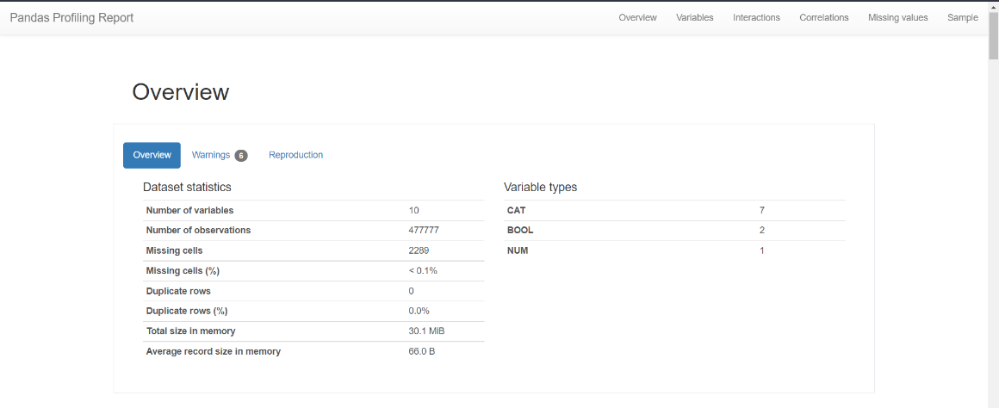 Pandas Profiling Report Overview Variables Interactions Correlations Missing values Sample
Overview
Overview Warnings 6 Reproduction
Dataset statistics
Number of variables 10
Number of observations 477777
Missing cells 2289
Missing cells (%) < 0.1%
Duplicate rows 0
Duplicate rows (%) 0.0%
Total size in memory 30.1 MiB
Average record size in memory 66.0 B
Variable types
CAT 7
BOOL 2
NUM 1